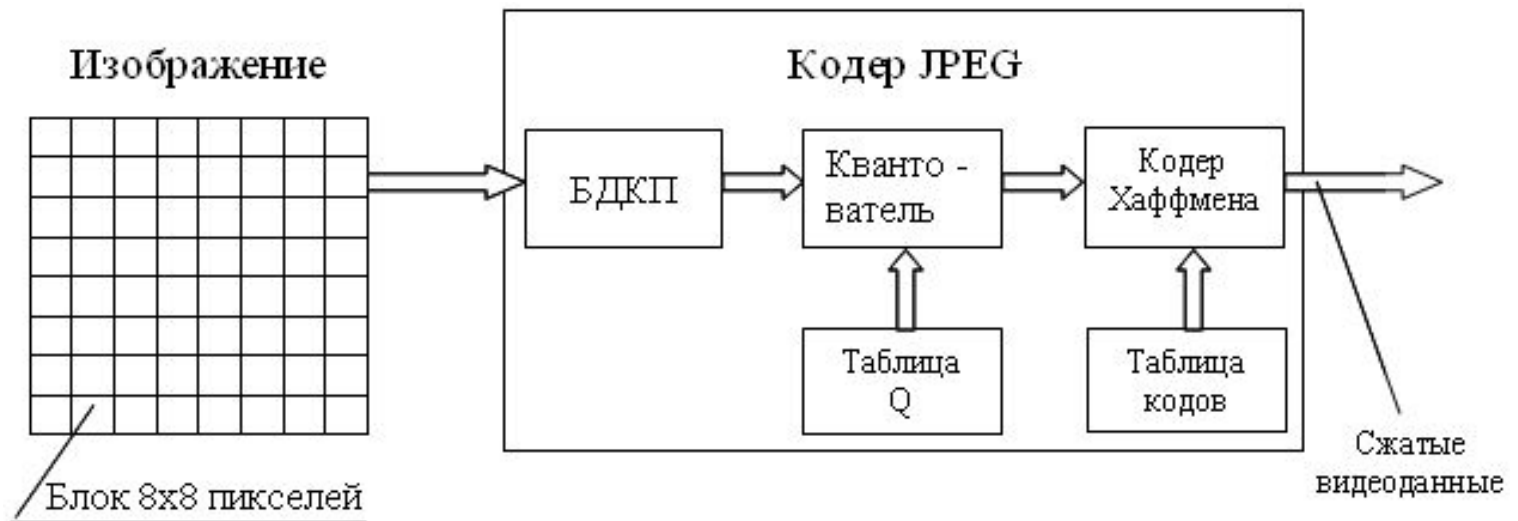 Изображение
Кодер JPEG
БДКП
Кванто -
ватель
Кодер
Хаффмена
Таблица
Q
Таблица
кодов
Блок 8х8 пикселей
Сжатые
видеоданные